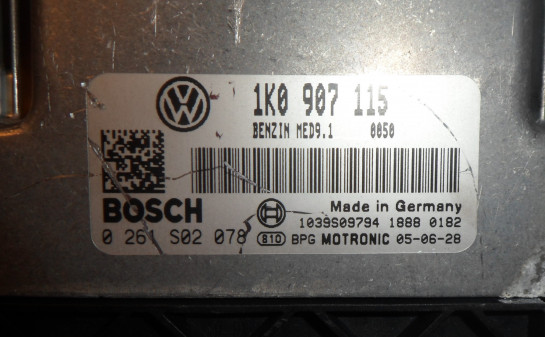 1K0 907 115
BENZIN MED9.1 0050
BOSCH
Made in Germany
1039S09794 1888 0182
0 261 S02 078
810 BPG MOTRONIC 05-06-28